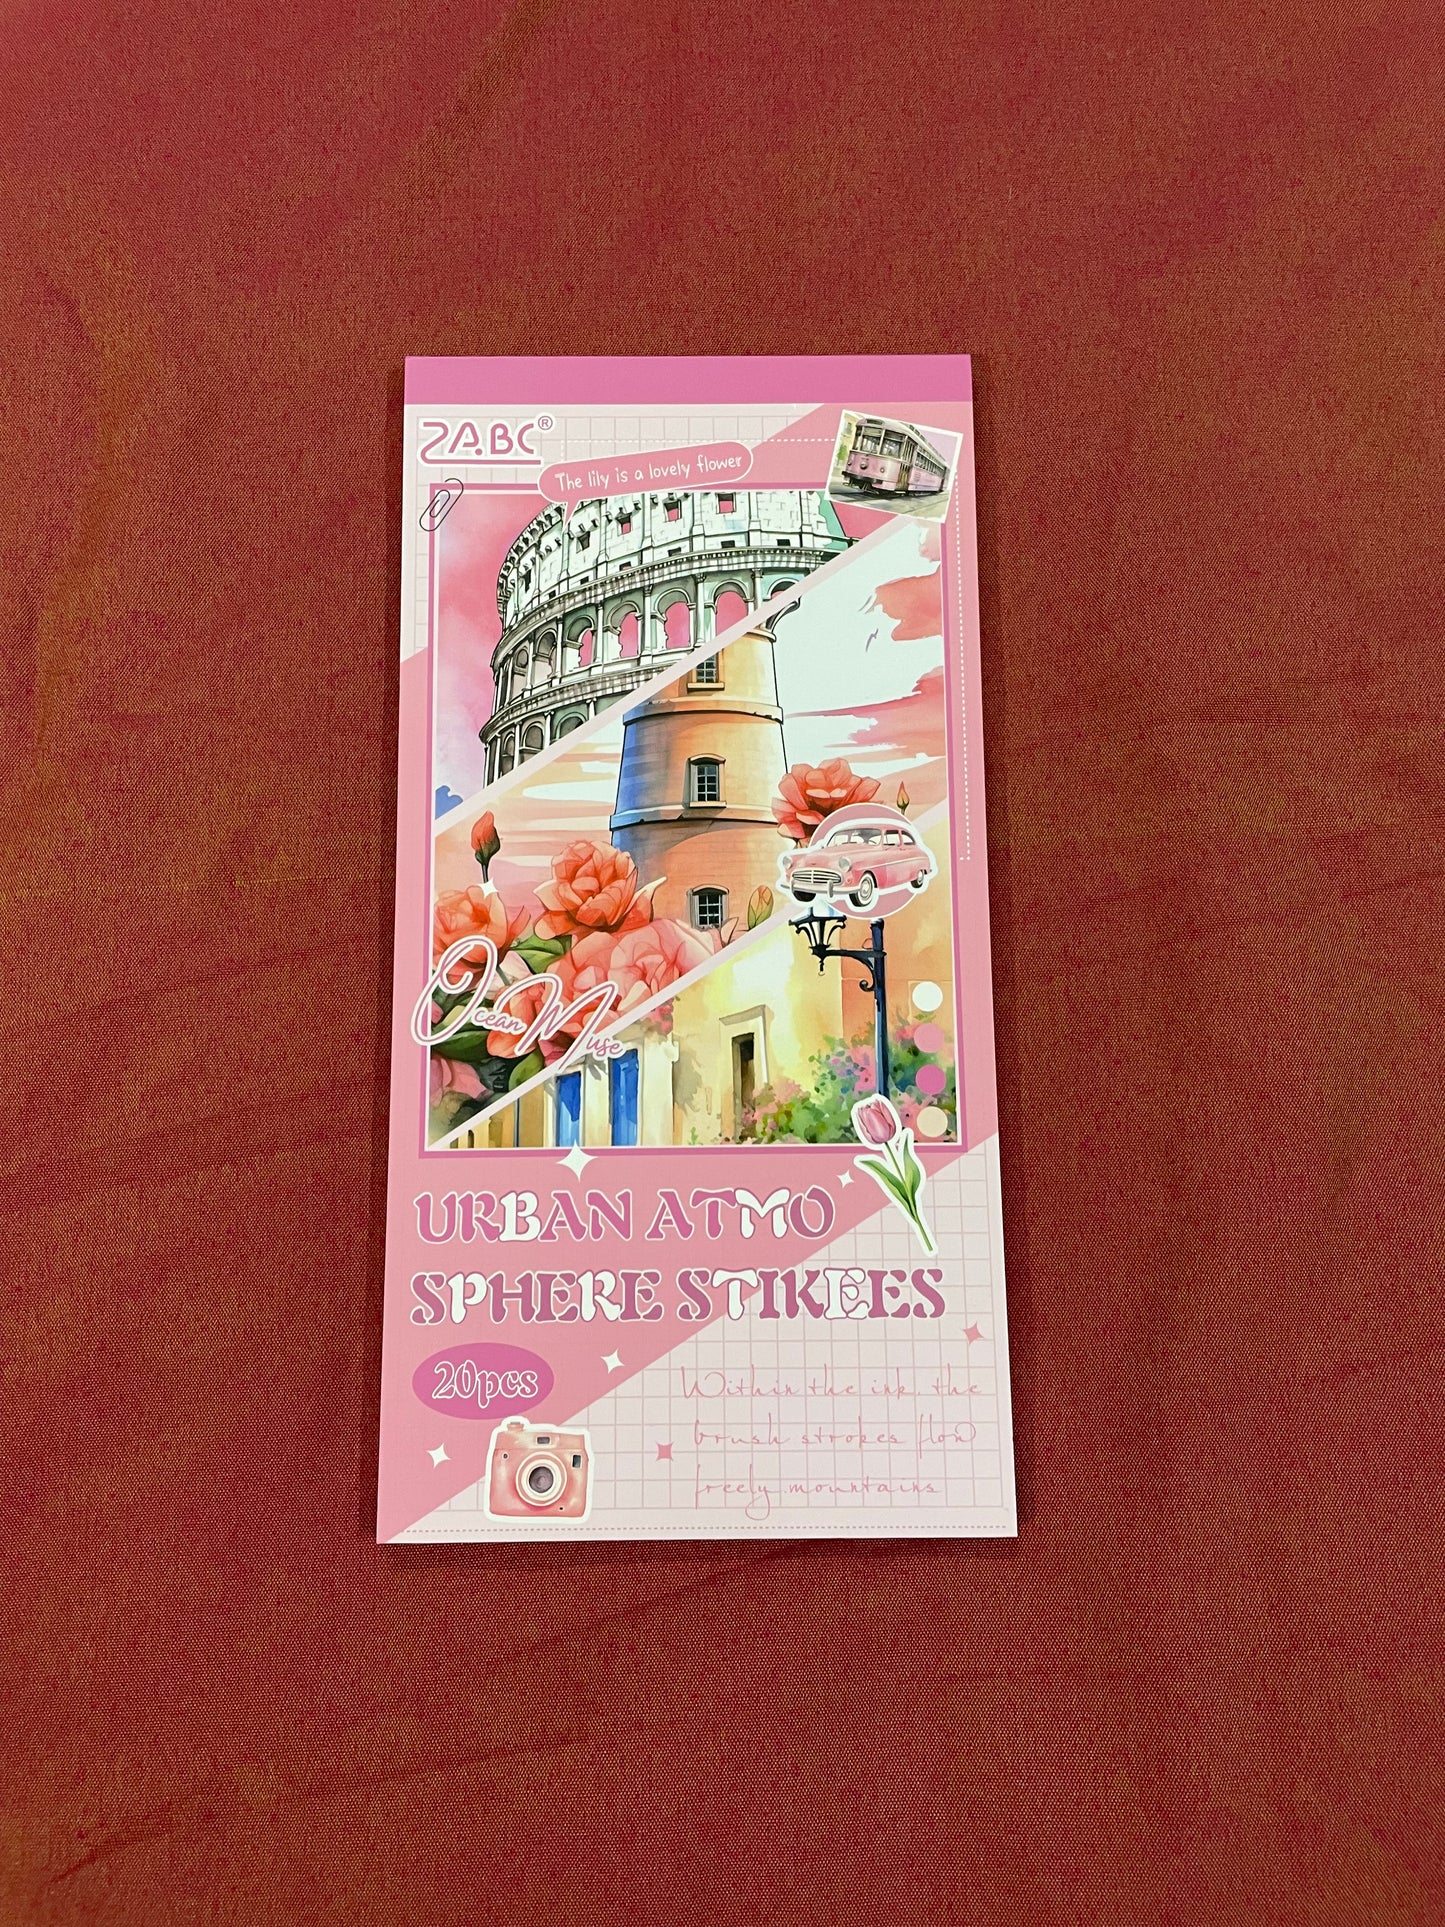 ZABC®
The lily is a lovely flower
Ocean Muse
URBAN ATMO
SPHERE STIKEES
20pcs
Within the ink, the
brush strokes flow
freely mountains